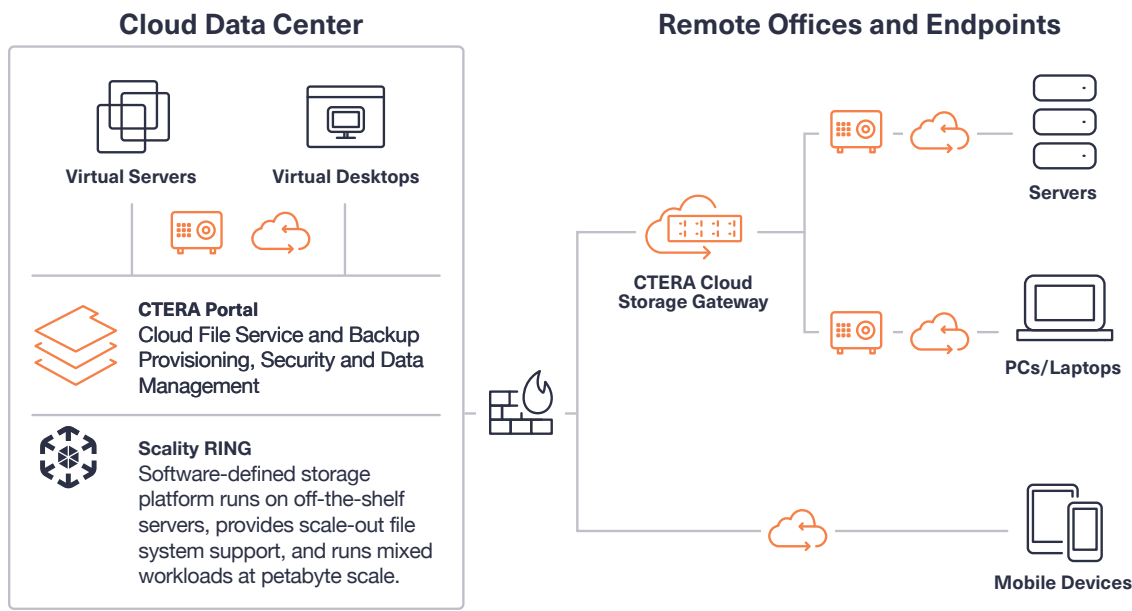 Cloud Data Center
Virtual Servers
Virtual Desktops
CTERA Portal
Cloud File Service and Backup
Provisioning, Security and Data
Management
Scality RING
Software-defined storage
platform runs on off-the-shelf
servers, provides scale-out file
system support, and runs mixed
workloads at petabyte scale.
Remote Offices and Endpoints
CTERA Cloud
Storage Gateway
Servers
PCs/Laptops
Mobile Devices